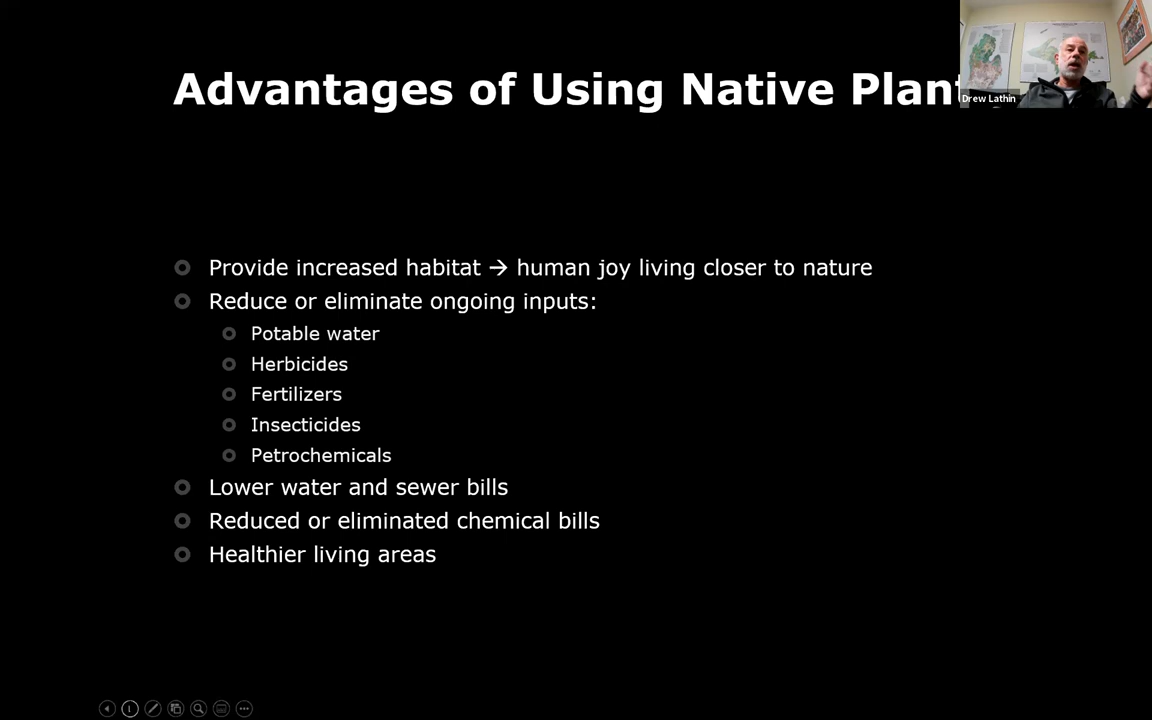 Advantages of Using Native Plant
Drew Lathin
Provide increased habitat → human joy living closer to nature
Reduce or eliminate ongoing inputs:
Potable water
Herbicides
Fertilizers
Insecticides
Petrochemicals
Lower water and sewer bills
Reduced or eliminated chemical bills
Healthier living areas